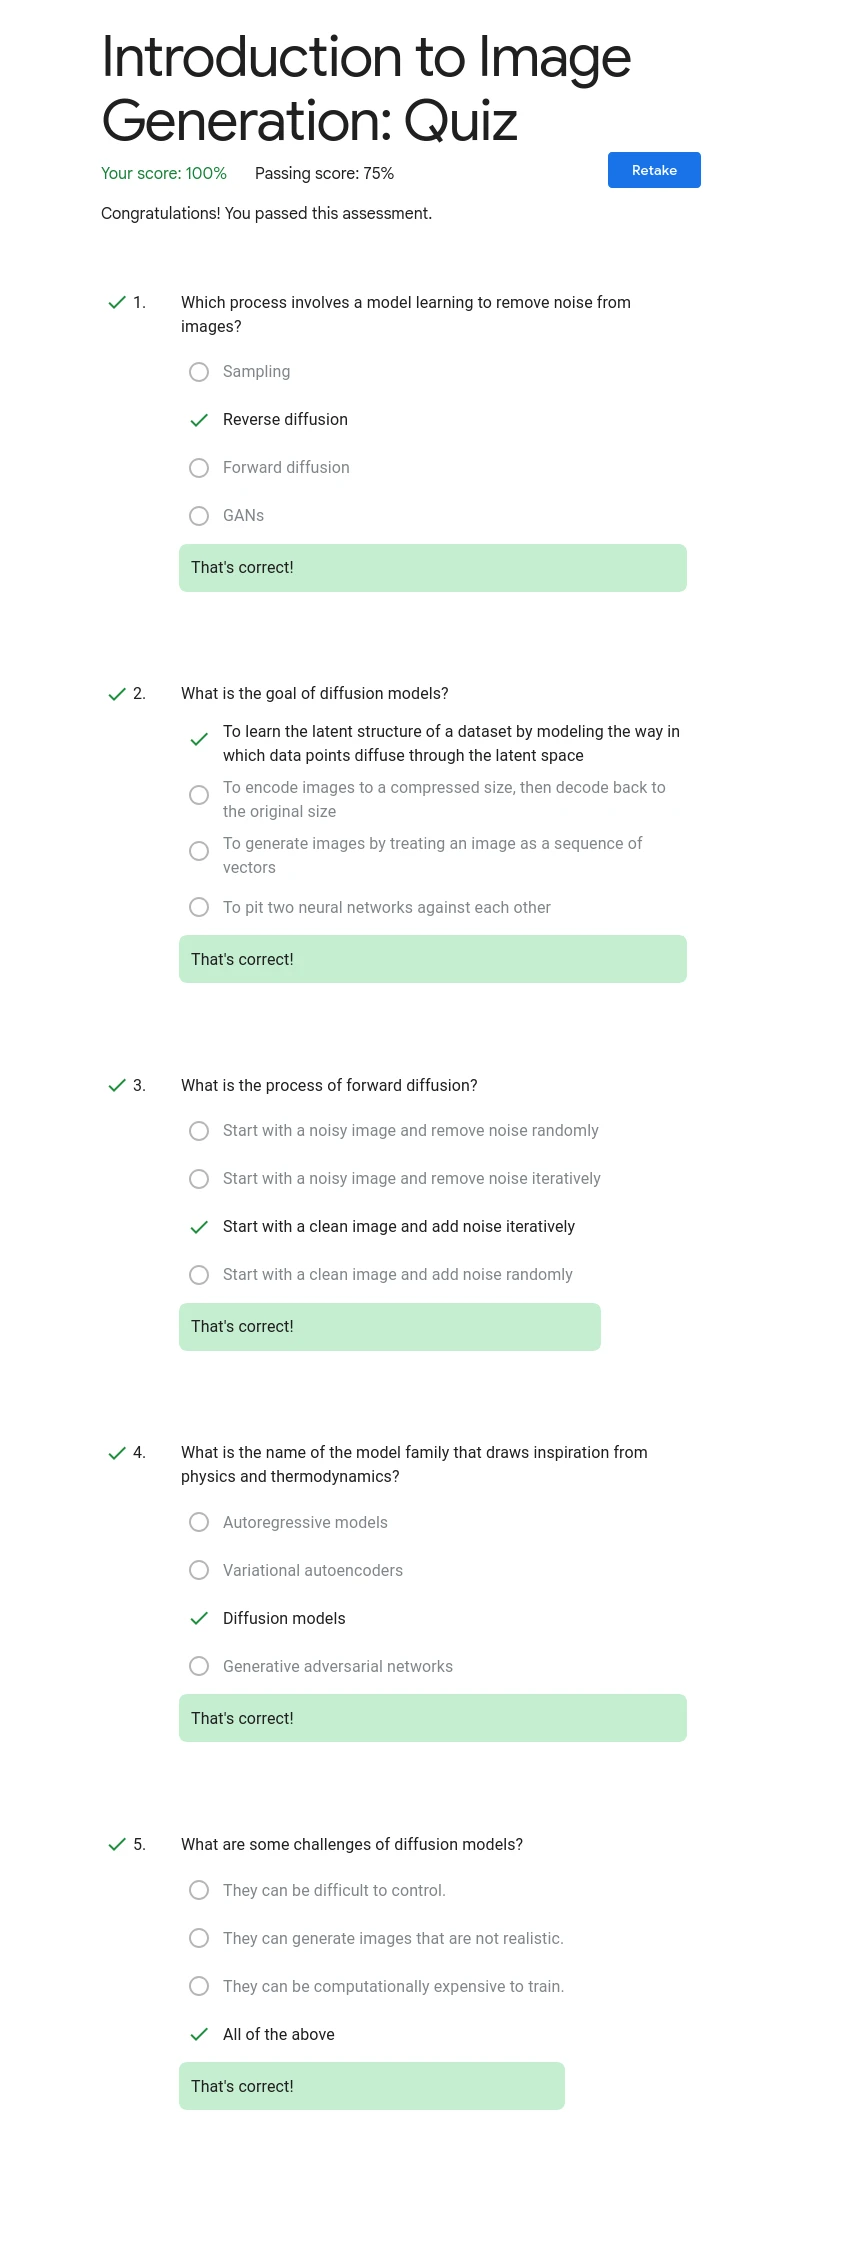 Introduction to Image
Generation: Quiz
Your score: 100% Passing score: 75%
Retake
Congratulations! You passed this assessment.
1. Which process involves a model learning to remove noise from
images?
Sampling
Reverse diffusion
Forward diffusion
GANs
That's correct!
2. What is the goal of diffusion models?
To learn the latent structure of a dataset by modeling the way in
which data points diffuse through the latent space
To encode images to a compressed size, then decode back to
the original size
To generate images by treating an image as a sequence of
vectors
To pit two neural networks against each other
That's correct!
3. What is the process of forward diffusion?
Start with a noisy image and remove noise randomly
Start with a noisy image and remove noise iteratively
Start with a clean image and add noise iteratively
Start with a clean image and add noise randomly
That's correct!
4. What is the name of the model family that draws inspiration from
physics and thermodynamics?
Autoregressive models
Variational autoencoders
Diffusion models
Generative adversarial networks
That's correct!
5. What are some challenges of diffusion models?
They can be difficult to control.
They can generate images that are not realistic.
They can be computationally expensive to train.
All of the above
That's correct!